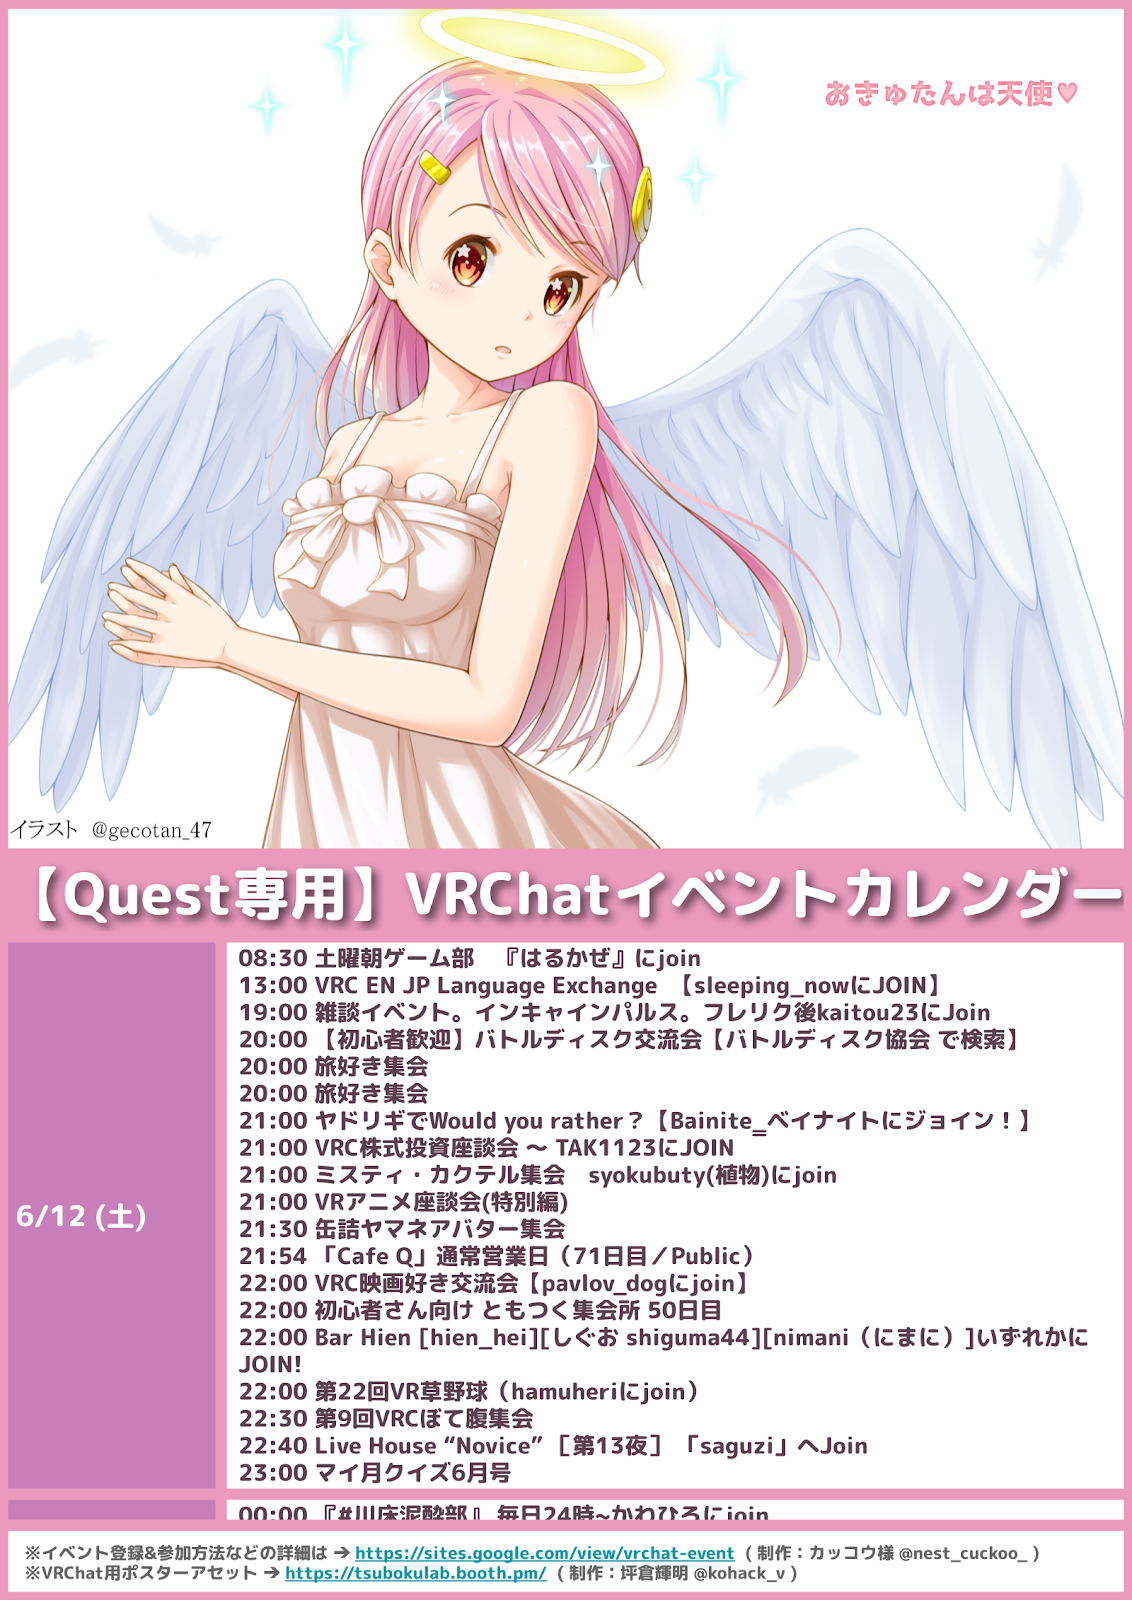 おきゅたんは天使♥
イラスト @gecotan_47
【Quest専用】VRChatイベントカレンダー
6/12 (土)
08:30 土曜朝ゲーム部 『はるかぜ』にjoin
13:00 VRC EN JP Language Exchange 【sleeping_nowにJOIN】
19:00 雑談イベント。インキャインパルス。フレリク後kaitou23にJoin
20:00 【初心者歓迎】バトルディスク交流会【バトルディスク協会 で検索】
20:00 旅好き集会
20:00 旅好き集会
21:00 ヤドリギでWould you rather？【Bainite‗ベイナイトにジョイン！】
21:00 VRC株式投資座談会 ～ TAK1123にJOIN
21:00 ミスティ・カクテル集会 syokubuty(植物)にjoin
21:00 VRアニメ座談会(特別編)
21:30 缶詰ヤマネアバター集会
21:54 「Cafe Q」通常営業日（71日目／Public）
22:00 VRC映画好き交流会【pavlov_dogにjoin】
22:00 初心者さん向け ともつく集会所 50日目
22:00 Bar Hien [hien_hei][しぐお shiguma44][nimani（にまに）]いずれかに
JOIN!
22:00 第22回VR草野球（hamuheriにjoin）
22:30 第9回VRCぽて腹集会
22:40 Live House “Novice” ［第13夜］ 「saguzi」へJoin
23:00 マイ月クイズ6月号
00:00 『#川床泥酔部』 毎日24時~かわひろにjoin
※イベント登録&参加方法などの詳細は → https://sites.google.com/view/vrchat-event ( 制作：カッコウ様 @nest_cuckoo_ )
※VRChat用ポスターアセット → https://tsubokulab.booth.pm/ ( 制作：坪倉輝明 @kohack_v )